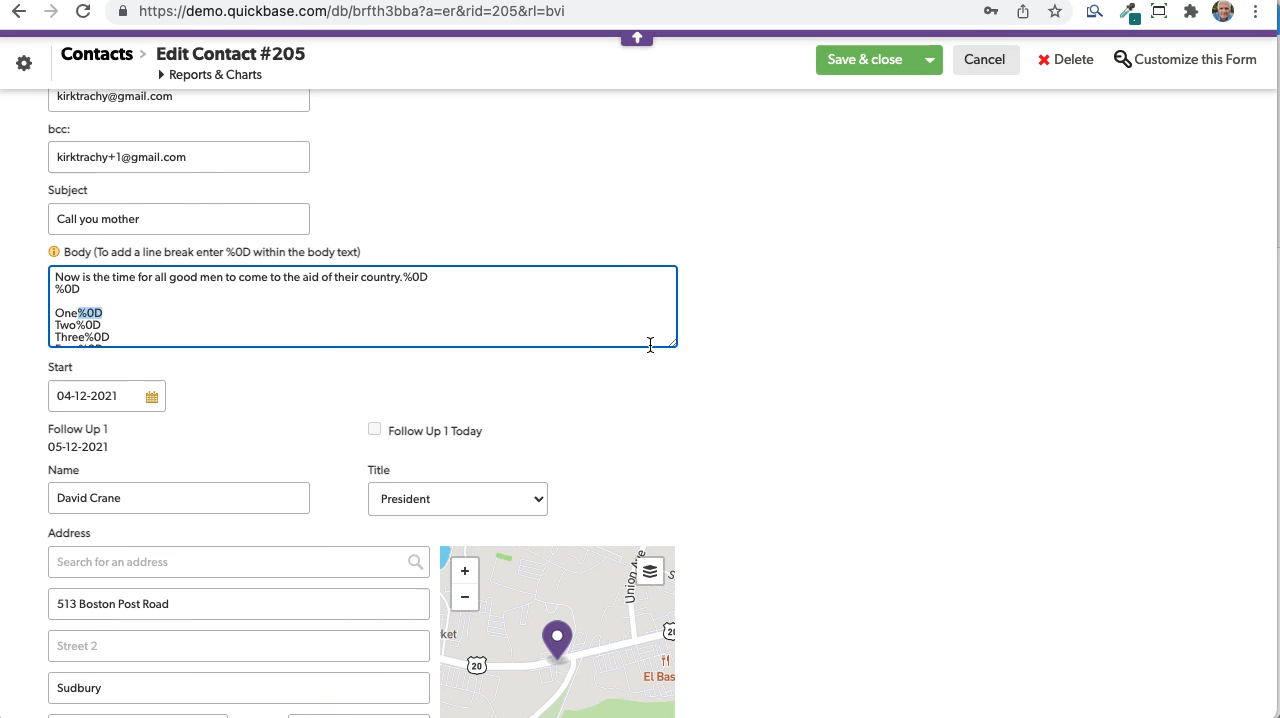 https://demo.quickbase.com/db/brfth3bba?a=er&rid=205&rl=bvi
Contacts > Edit Contact #205
Reports & Charts
Save & close
Cancel
Delete
Customize this Form
kirktrachy@gmail.com
bcc:
kirktrachy+1@gmail.com
Subject
Call you mother
Body (To add a line break enter %0D within the body text)
Now is the time for all good men to come to the aid of their country.%0D
%0D
One%0D
Two%0D
Three%0D
Start
04-12-2021
Follow Up 1
05-12-2021
Follow Up 1 Today
Name
David Crane
Title
President
Address
Search for an address
513 Boston Post Road
Street 2
Sudbury
+
−
Union Ave
ket
20
20
El Bas